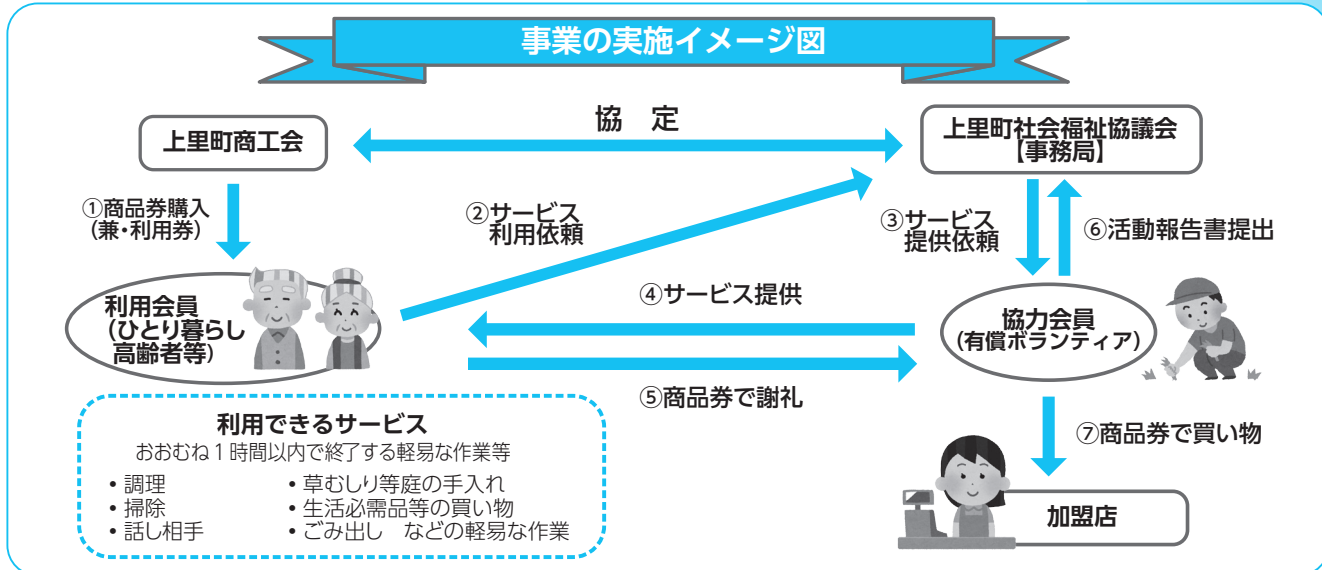 事業の実施イメージ図
上里町商工会
協 定
上里町社会福祉協議会
【事務局】
①商品券購入
(兼・利用券)
②サービス
利用依頼
③サービス
提供依頼
⑥活動報告書提出
利用会員
(ひとり暮らし
高齢者等)
④サービス提供
協力会員
(有償ボランティア)
⑤商品券で謝礼
利用できるサービス
おおむね1時間以内で終了する軽易な作業等
• 調理
• 掃除
• 話し相手
• 草むしり等庭の手入れ
• 生活必需品等の買い物
• ごみ出し などの軽易な作業
⑦商品券で買い物
加盟店